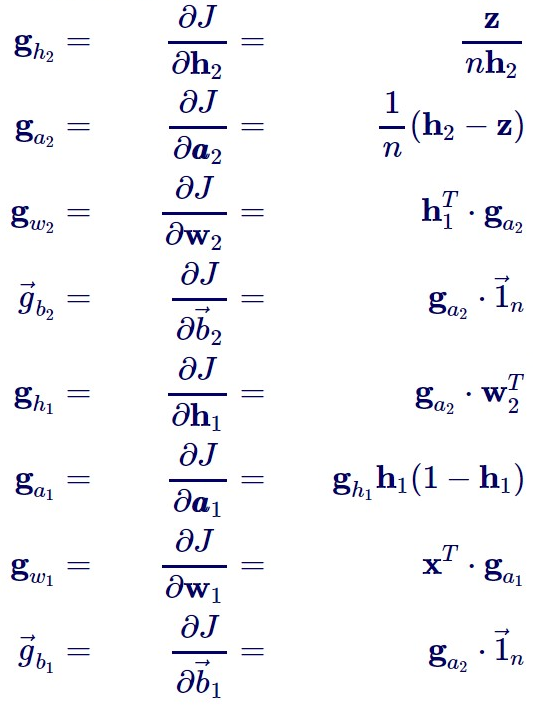 𝐠_{h_2} = ∂J/∂𝐡_2 = 𝐳/(n𝐡_2)
𝐠_{a_2} = ∂J/∂𝒂_2 = 1/n (𝐡_2 − 𝐳)
𝐠_{w_2} = ∂J/∂𝐰_2 = 𝐡_1^T · 𝐠_{a_2}
g⃗_{b_2} = ∂J/∂b⃗_2 = 𝐠_{a_2} · 1⃗_n
𝐠_{h_1} = ∂J/∂𝐡_1 = 𝐠_{a_2} · 𝐰_2^T
𝐠_{a_1} = ∂J/∂𝒂_1 = 𝐠_{h_1}𝐡_1(1 − 𝐡_1)
𝐠_{w_1} = ∂J/∂𝐰_1 = 𝐱^T · 𝐠_{a_1}
g⃗_{b_1} = ∂J/∂b⃗_1 = 𝐠_{a_2} · 1⃗_n